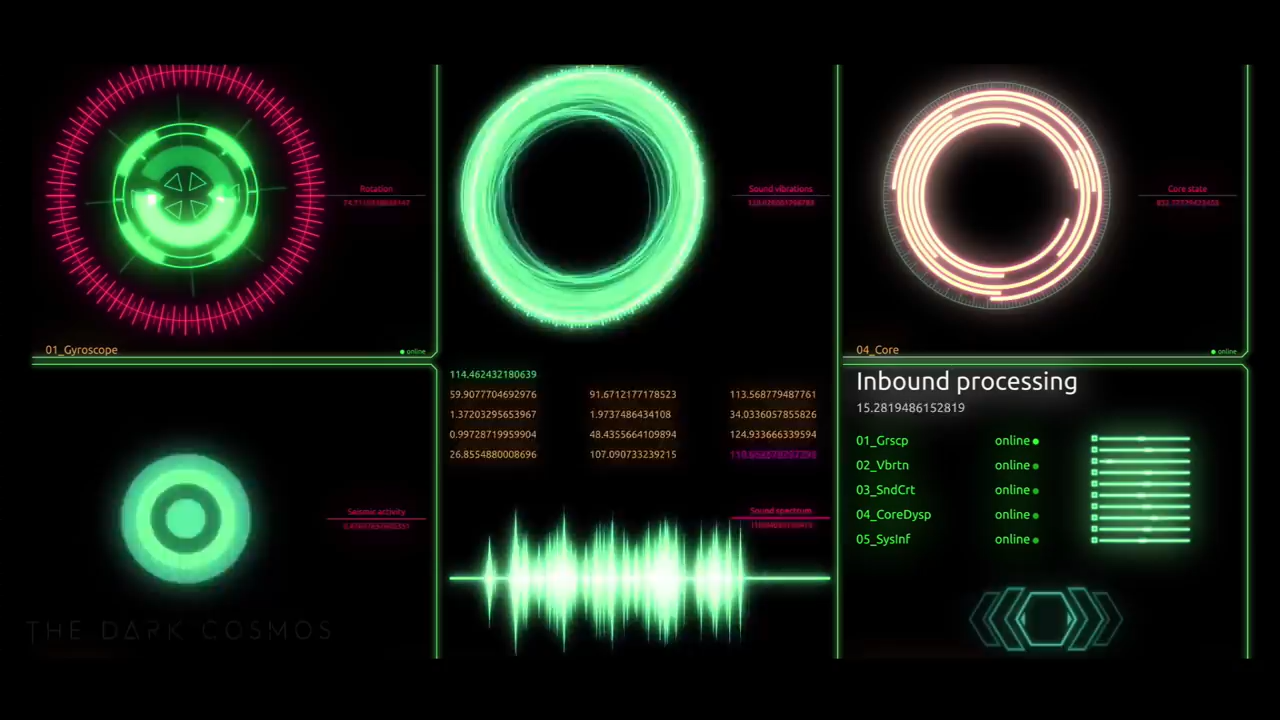 Rotation
Sound vibrations
Core state
01_Gyroscope
online
04_Core
online
114.462432180639
59.9077704692976 91.6712177178523 113.568779487761
1.37203295653967 1.9737486434108 34.0336057855826
0.99728719959904 48.4355664109894 124.933666339594
26.8554880008696 107.090733239215
Inbound processing
15.2819486152819
01_Grscp online
02_Vbrtn online
03_SndCrt online
04_CoreDysp online
05_SysInf online
Seismic activity
Sound spectrum
THE DARK COSMOS